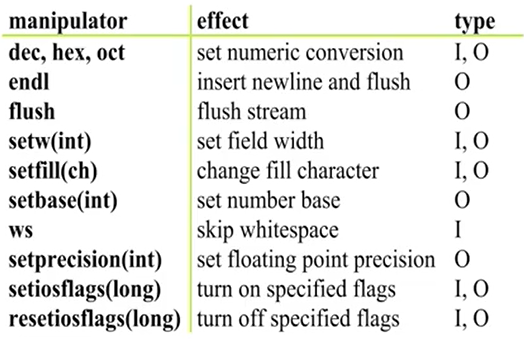 manipulator effect type
dec, hex, oct set numeric conversion I, O
endl insert newline and flush O
flush flush stream O
setw(int) set field width I, O
setfill(ch) change fill character I, O
setbase(int) set number base O
ws skip whitespace I
setprecision(int) set floating point precision O
setiosflags(long) turn on specified flags I, O
resetiosflags(long) turn off specified flags I, O